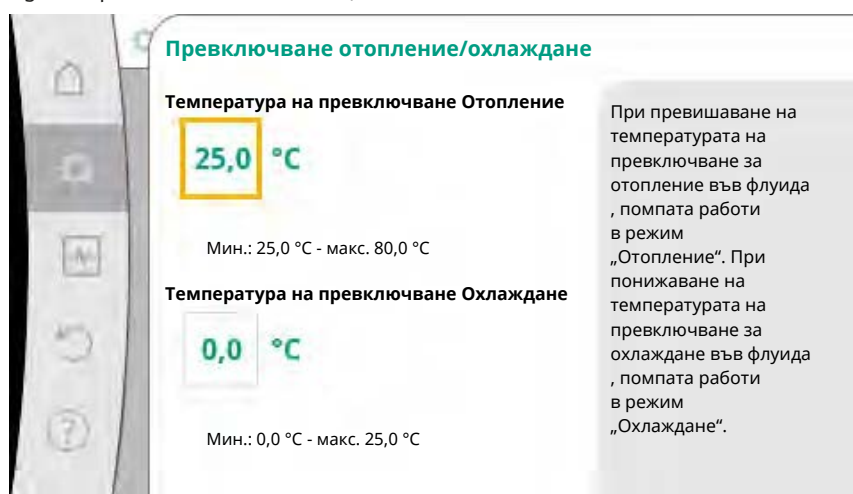 Превключване отопление/охлаждане
Температура на превключване Отопление
25,0 °C
Мин.: 25,0 °C - макс. 80,0 °C
Температура на превключване Охлаждане
0,0 °C
Мин.: 0,0 °C - макс. 25,0 °C
При превишаване на
температурата на
превключване за
отопление във флуида
, помпата работи
в режим
„Отопление“. При
понижаване на
температурата на
превключване за
охлаждане във флуида
, помпата работи
в режим
„Охлаждане“.